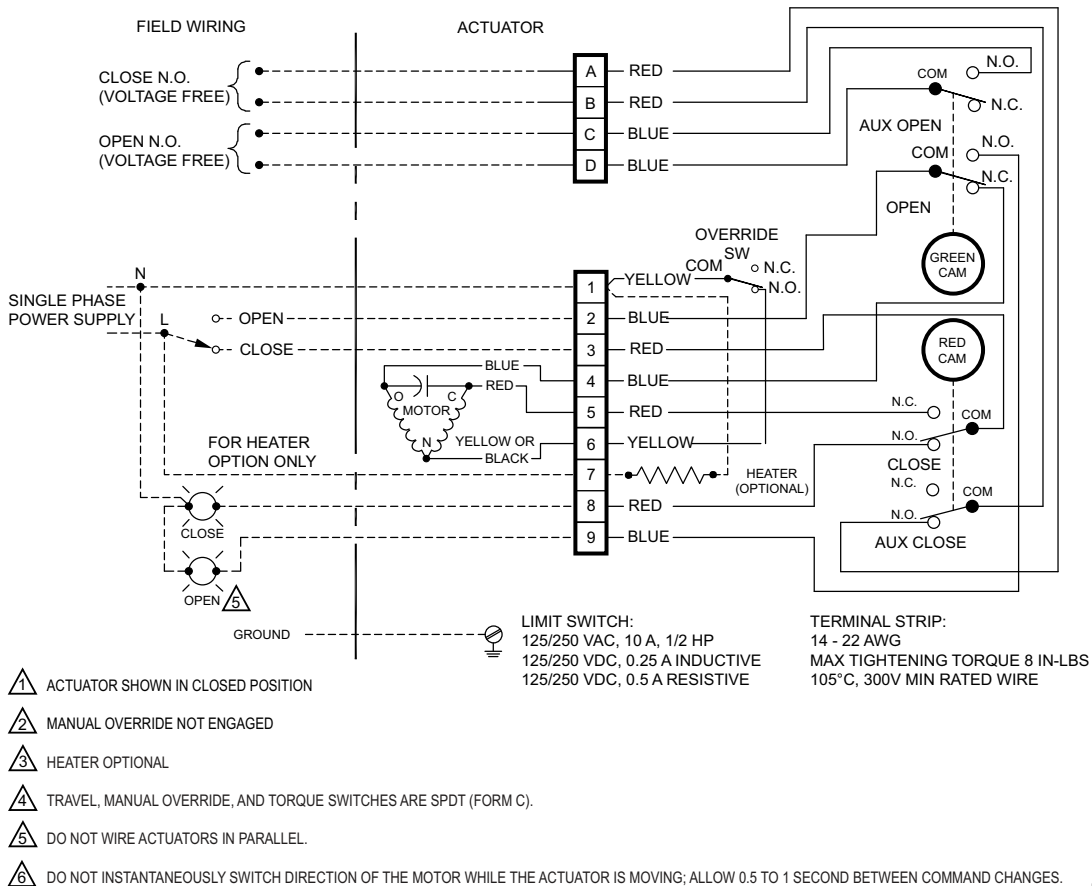 FIELD WIRING
ACTUATOR
CLOSE N.O.
(VOLTAGE FREE)
OPEN N.O.
(VOLTAGE FREE)
A RED
B RED
C BLUE
D BLUE
COM
N.O.
N.C.
AUX OPEN
COM
N.O.
N.C.
OPEN
GREEN
CAM
OVERRIDE
SW
COM
N.C.
N.O.
N
SINGLE PHASE
POWER SUPPLY
L
OPEN
CLOSE
1 YELLOW
2 BLUE
3 RED
4 BLUE
5 RED
6 YELLOW
7
8 RED
9 BLUE
BLUE
RED
O C
MOTOR
N
YELLOW OR
BLACK
FOR HEATER
OPTION ONLY
HEATER
(OPTIONAL)
RED
CAM
N.C.
COM
N.O.
CLOSE
N.C.
COM
N.O.
AUX CLOSE
CLOSE
OPEN 5
GROUND
LIMIT SWITCH:
125/250 VAC, 10 A, 1/2 HP
125/250 VDC, 0.25 A INDUCTIVE
125/250 VDC, 0.5 A RESISTIVE
TERMINAL STRIP:
14 - 22 AWG
MAX TIGHTENING TORQUE 8 IN-LBS
105°C, 300V MIN RATED WIRE
1 ACTUATOR SHOWN IN CLOSED POSITION
2 MANUAL OVERRIDE NOT ENGAGED
3 HEATER OPTIONAL
4 TRAVEL, MANUAL OVERRIDE, AND TORQUE SWITCHES ARE SPDT (FORM C).
5 DO NOT WIRE ACTUATORS IN PARALLEL.
6 DO NOT INSTANTANEOUSLY SWITCH DIRECTION OF THE MOTOR WHILE THE ACTUATOR IS MOVING; ALLOW 0.5 TO 1 SECOND BETWEEN COMMAND CHANGES.